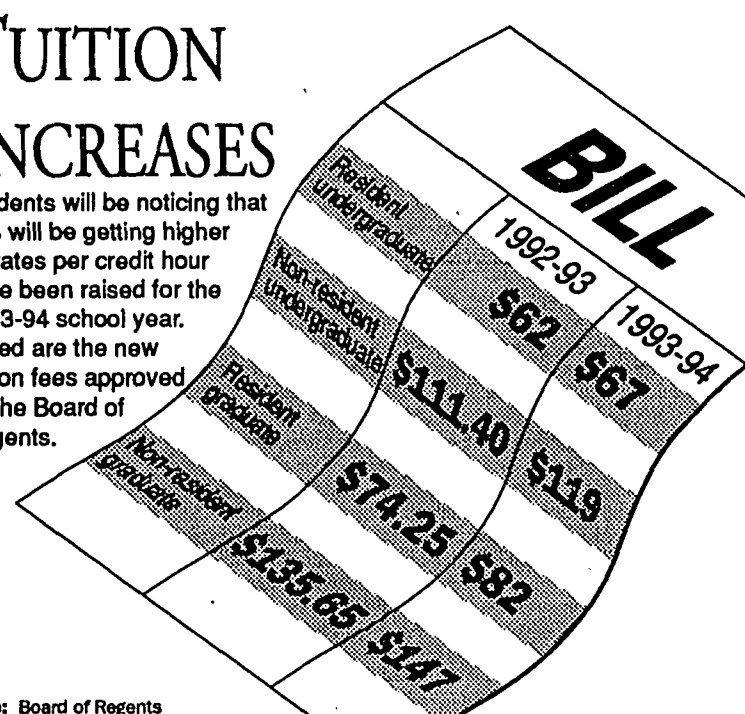 TUITION
NCREASES
dents will be noticing that
s will be getting higher
rates per credit hour
e been raised for the
3-94 school year.
ed are the new
on fees approved
he Board of
gents.
BILL
1992-93 1993-94
Resident
undergraduate $62 $67
Non-resident
undergraduate $111.40 $119
Resident
graduate $74.25 $82
Non-resident
graduate $135.65 $147
: Board of Regents